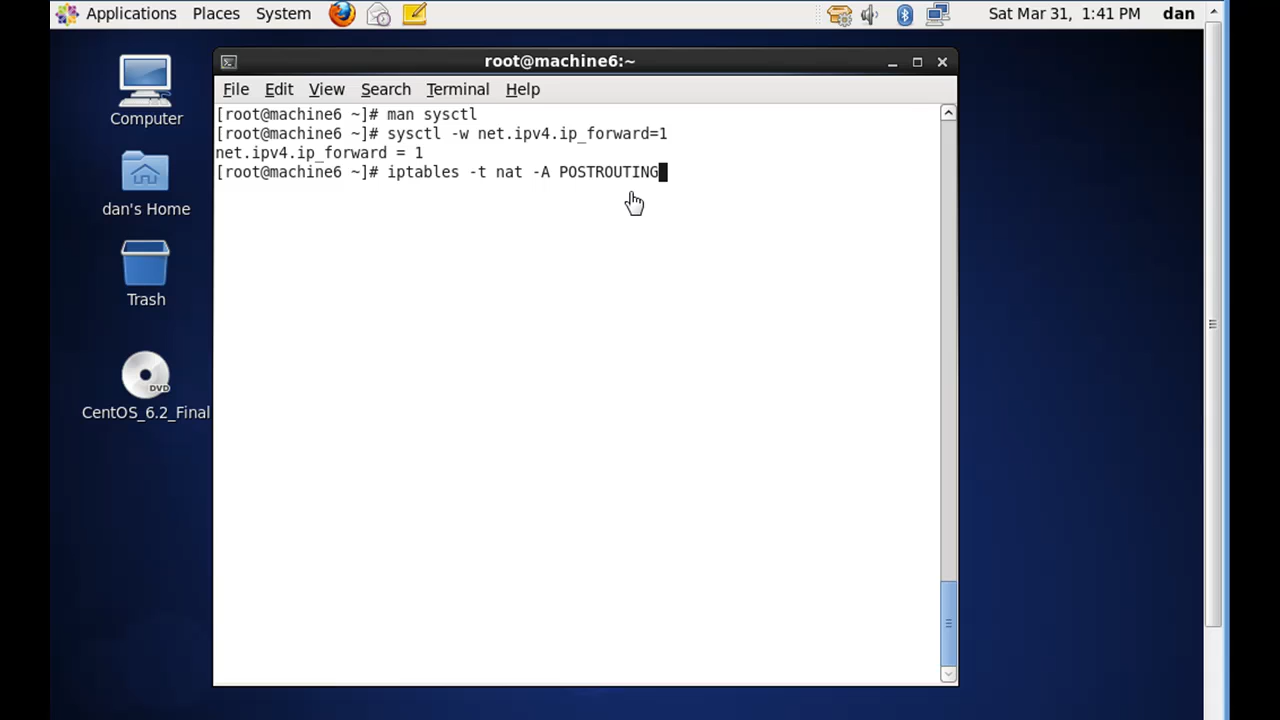 Applications Places System Sat Mar 31, 1:41 PM dan
root@machine6:~
File Edit View Search Terminal Help
[root@machine6 ~]# man sysctl
[root@machine6 ~]# sysctl -w net.ipv4.ip_forward=1
net.ipv4.ip_forward = 1
[root@machine6 ~]# iptables -t nat -A POSTROUTING
Computer
dan's Home
Trash
DVD
CentOS_6.2_Final